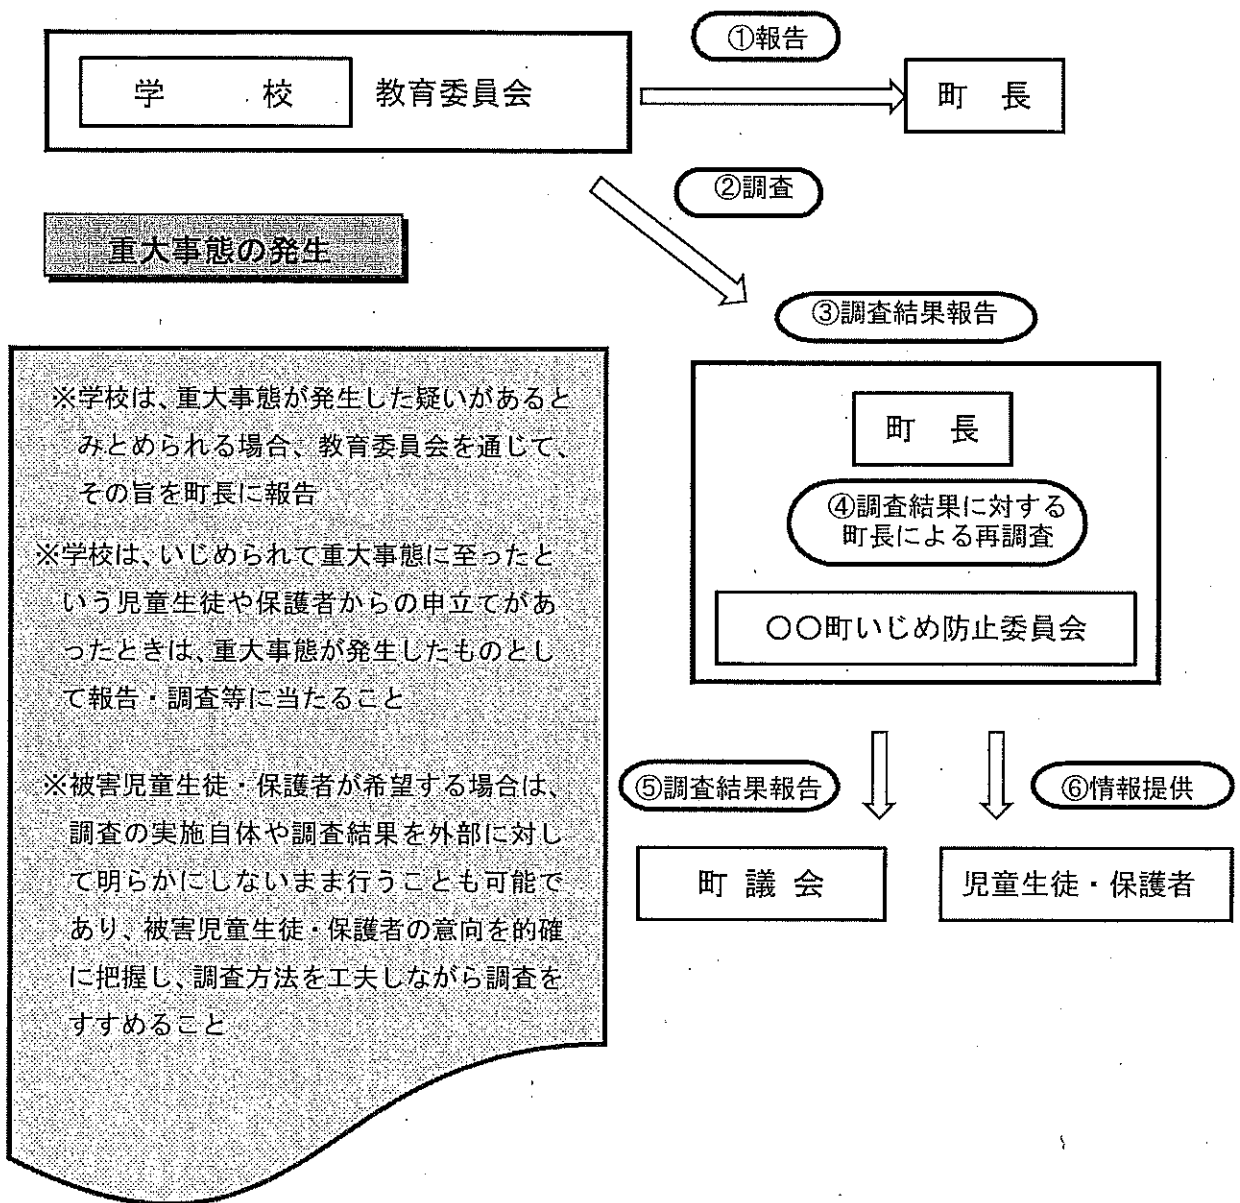 ①報告
学　校　教育委員会
町　長
②調査
重大事態の発生
③調査結果報告
町　長
④調査結果に対する
町長による再調査
〇〇町いじめ防止委員会
⑤調査結果報告
⑥情報提供
町 議 会
児童生徒・保護者
※学校は、重大事態が発生した疑いがあると
みとめられる場合、教育委員会を通じて、
その旨を町長に報告
※学校は、いじめられて重大事態に至ったと
いう児童生徒や保護者からの申立てがあ
ったときは、重大事態が発生したものとし
て報告・調査等に当たること
※被害児童生徒・保護者が希望する場合は、
調査の実施自体や調査結果を外部に対し
て明らかにしないまま行うことも可能で
あり、被害児童生徒・保護者の意向を的確
に把握し、調査方法を工夫しながら調査を
すすめること